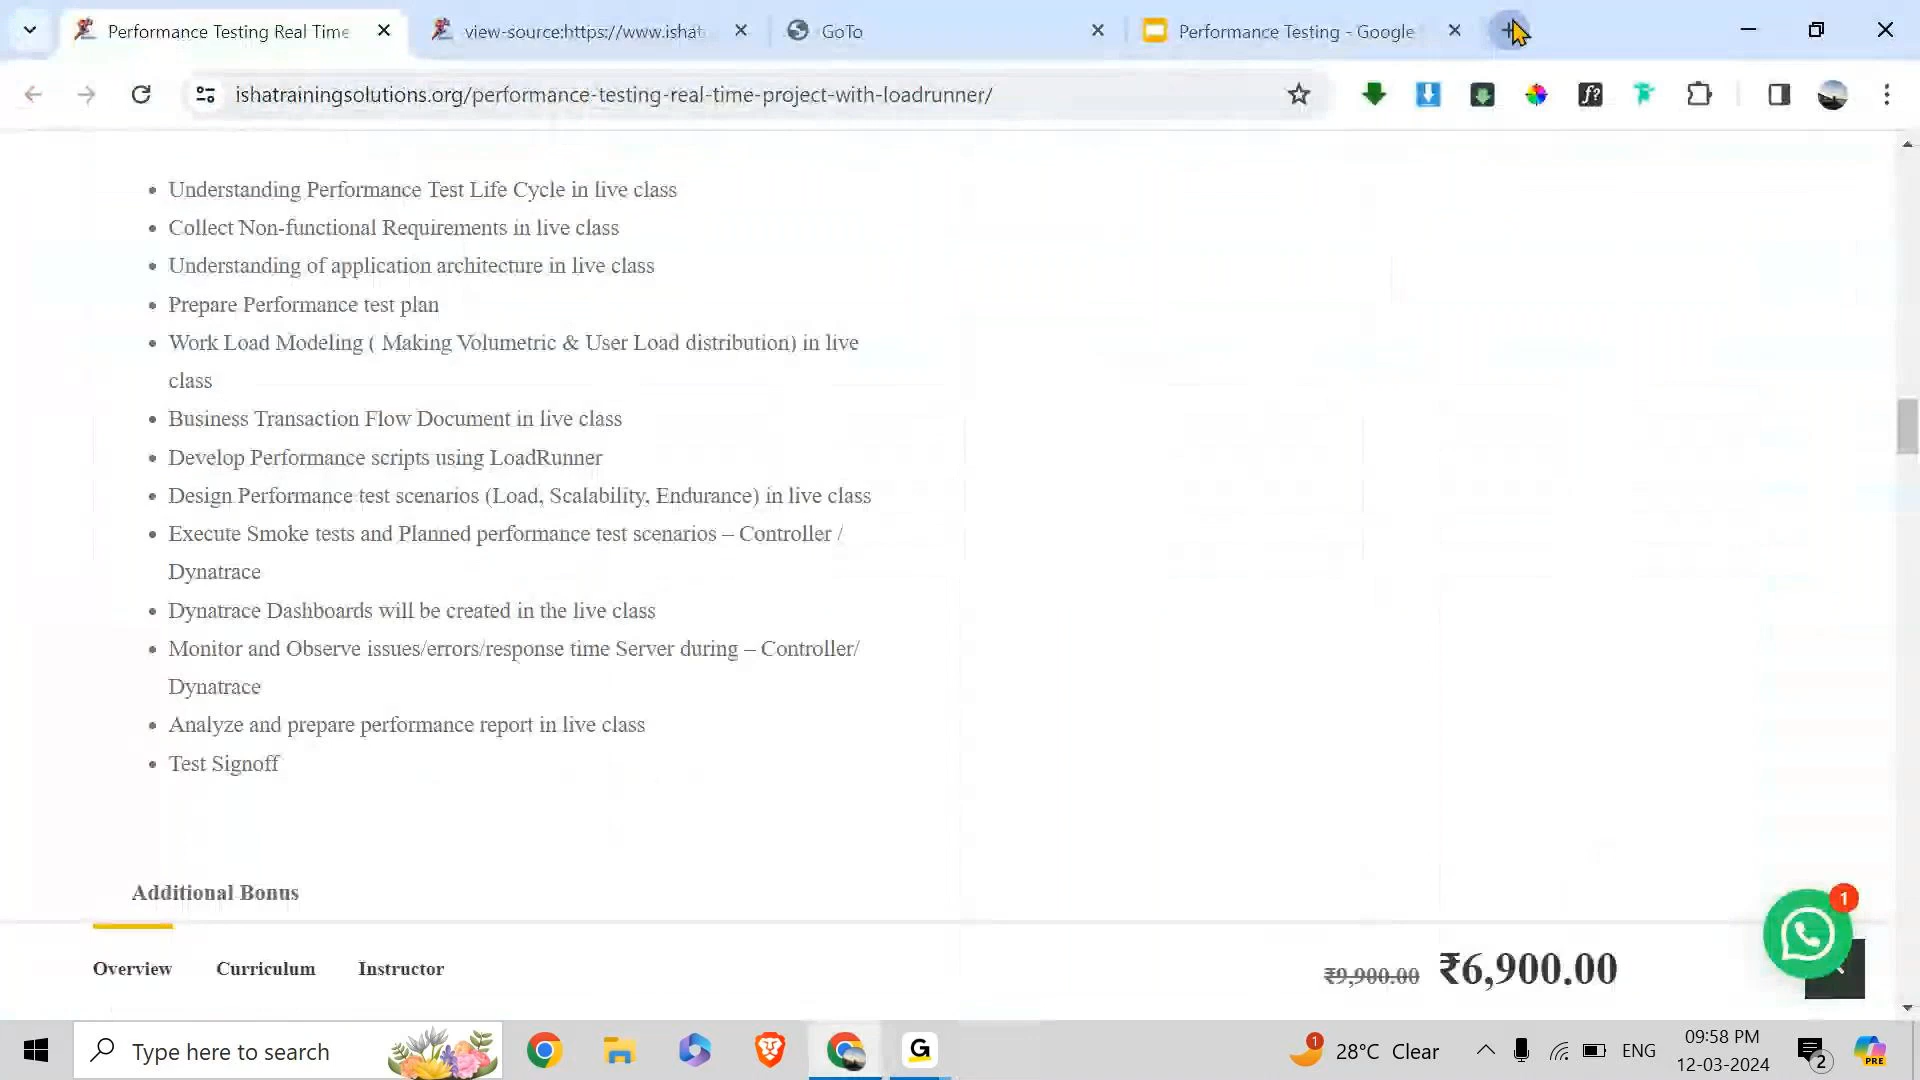 Performance Testing Real Time
view-source:https://www.ishat
GoTo
Performance Testing - Google
ishatrainingsolutions.org/performance-testing-real-time-project-with-loadrunner/
f?
• Understanding Performance Test Life Cycle in live class
• Collect Non-functional Requirements in live class
• Understanding of application architecture in live class
• Prepare Performance test plan
• Work Load Modeling ( Making Volumetric & User Load distribution) in live
class
• Business Transaction Flow Document in live class
• Develop Performance scripts using LoadRunner
• Design Performance test scenarios (Load, Scalability, Endurance) in live class
• Execute Smoke tests and Planned performance test scenarios – Controller /
Dynatrace
• Dynatrace Dashboards will be created in the live class
• Monitor and Observe issues/errors/response time Server during – Controller/
Dynatrace
• Analyze and prepare performance report in live class
• Test Signoff
Additional Bonus
1
Overview Curriculum Instructor
₹9,900.00 ₹6,900.00
Type here to search
G
1
28°C Clear
ENG
09:58 PM
12-03-2024
2
PRE